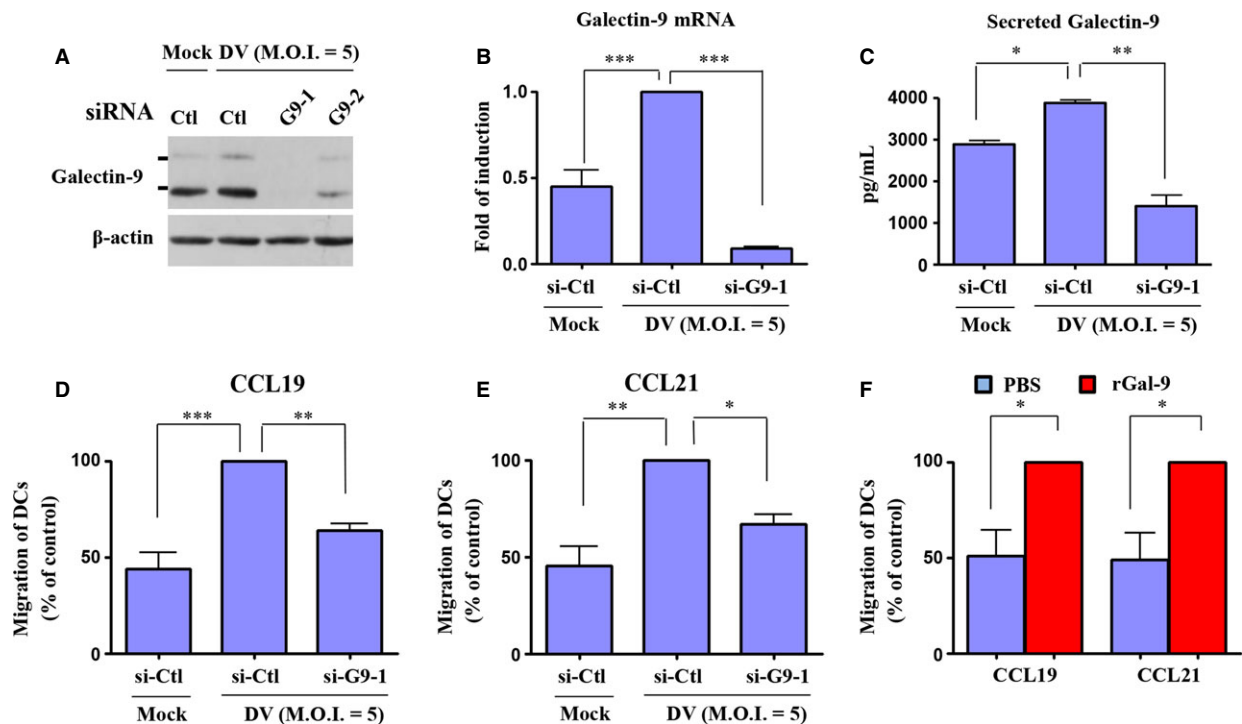 A
Mock DV (M.O.I. = 5)
siRNA Ctl Ctl G9-1 G9-2
Galectin-9
β-actin
B
Galectin-9 mRNA
*** ***
Fold of induction
1.0
0.5
0.0
si-Ctl si-Ctl si-G9-1
Mock DV (M.O.I. = 5)
C
Secreted Galectin-9
* **
pg/mL
4000
3000
2000
1000
0
si-Ctl si-Ctl si-G9-1
Mock DV (M.O.I. = 5)
D
CCL19
*** **
Migration of DCs
(% of control)
100
50
0
si-Ctl si-Ctl si-G9-1
Mock DV (M.O.I. = 5)
E
CCL21
** *
Migration of DCs
(% of control)
100
50
0
si-Ctl si-Ctl si-G9-1
Mock DV (M.O.I. = 5)
F
PBS rGal-9
* *
Migration of DCs
(% of control)
100
50
0
CCL19 CCL21